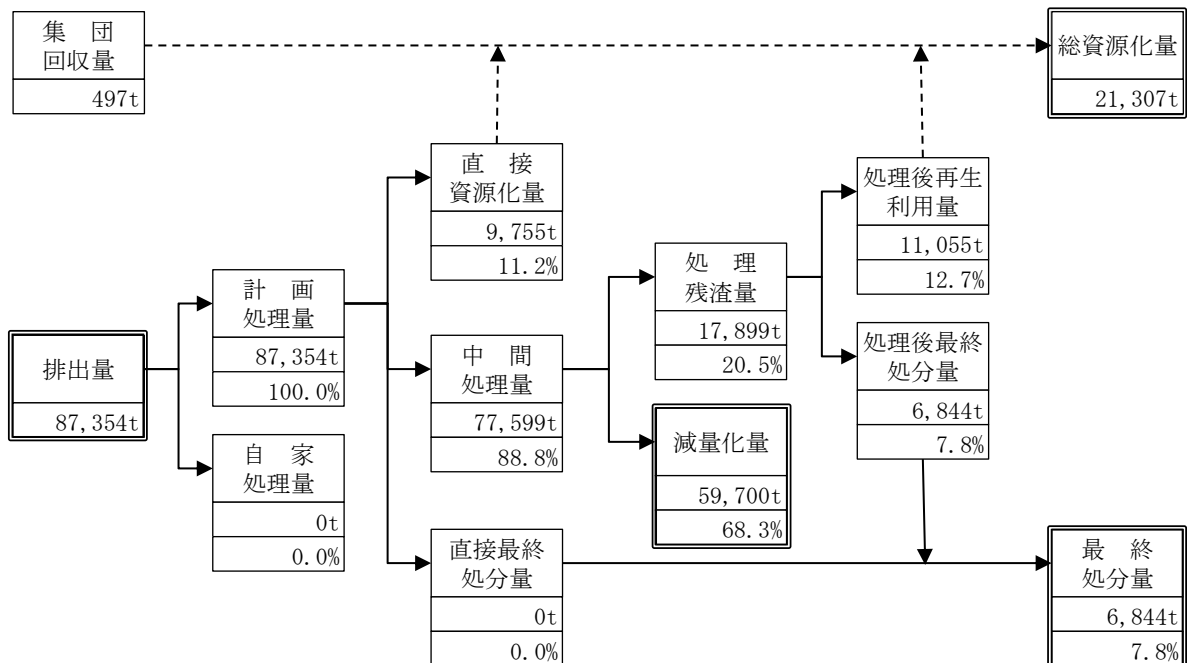 集　団
回収量
497t
総資源化量
21,307t
直　接
資源化量
9,755t
11.2%
処理後再生
利用量
11,055t
12.7%
処　理
残渣量
17,899t
20.5%
計　画
処理量
87,354t
100.0%
排出量
87,354t
中　間
処理量
77,599t
88.8%
処理後最終
処分量
6,844t
7.8%
減量化量
59,700t
68.3%
自　家
処理量
0t
0.0%
直接最終
処分量
0t
0.0%
最　終
処分量
6,844t
7.8%